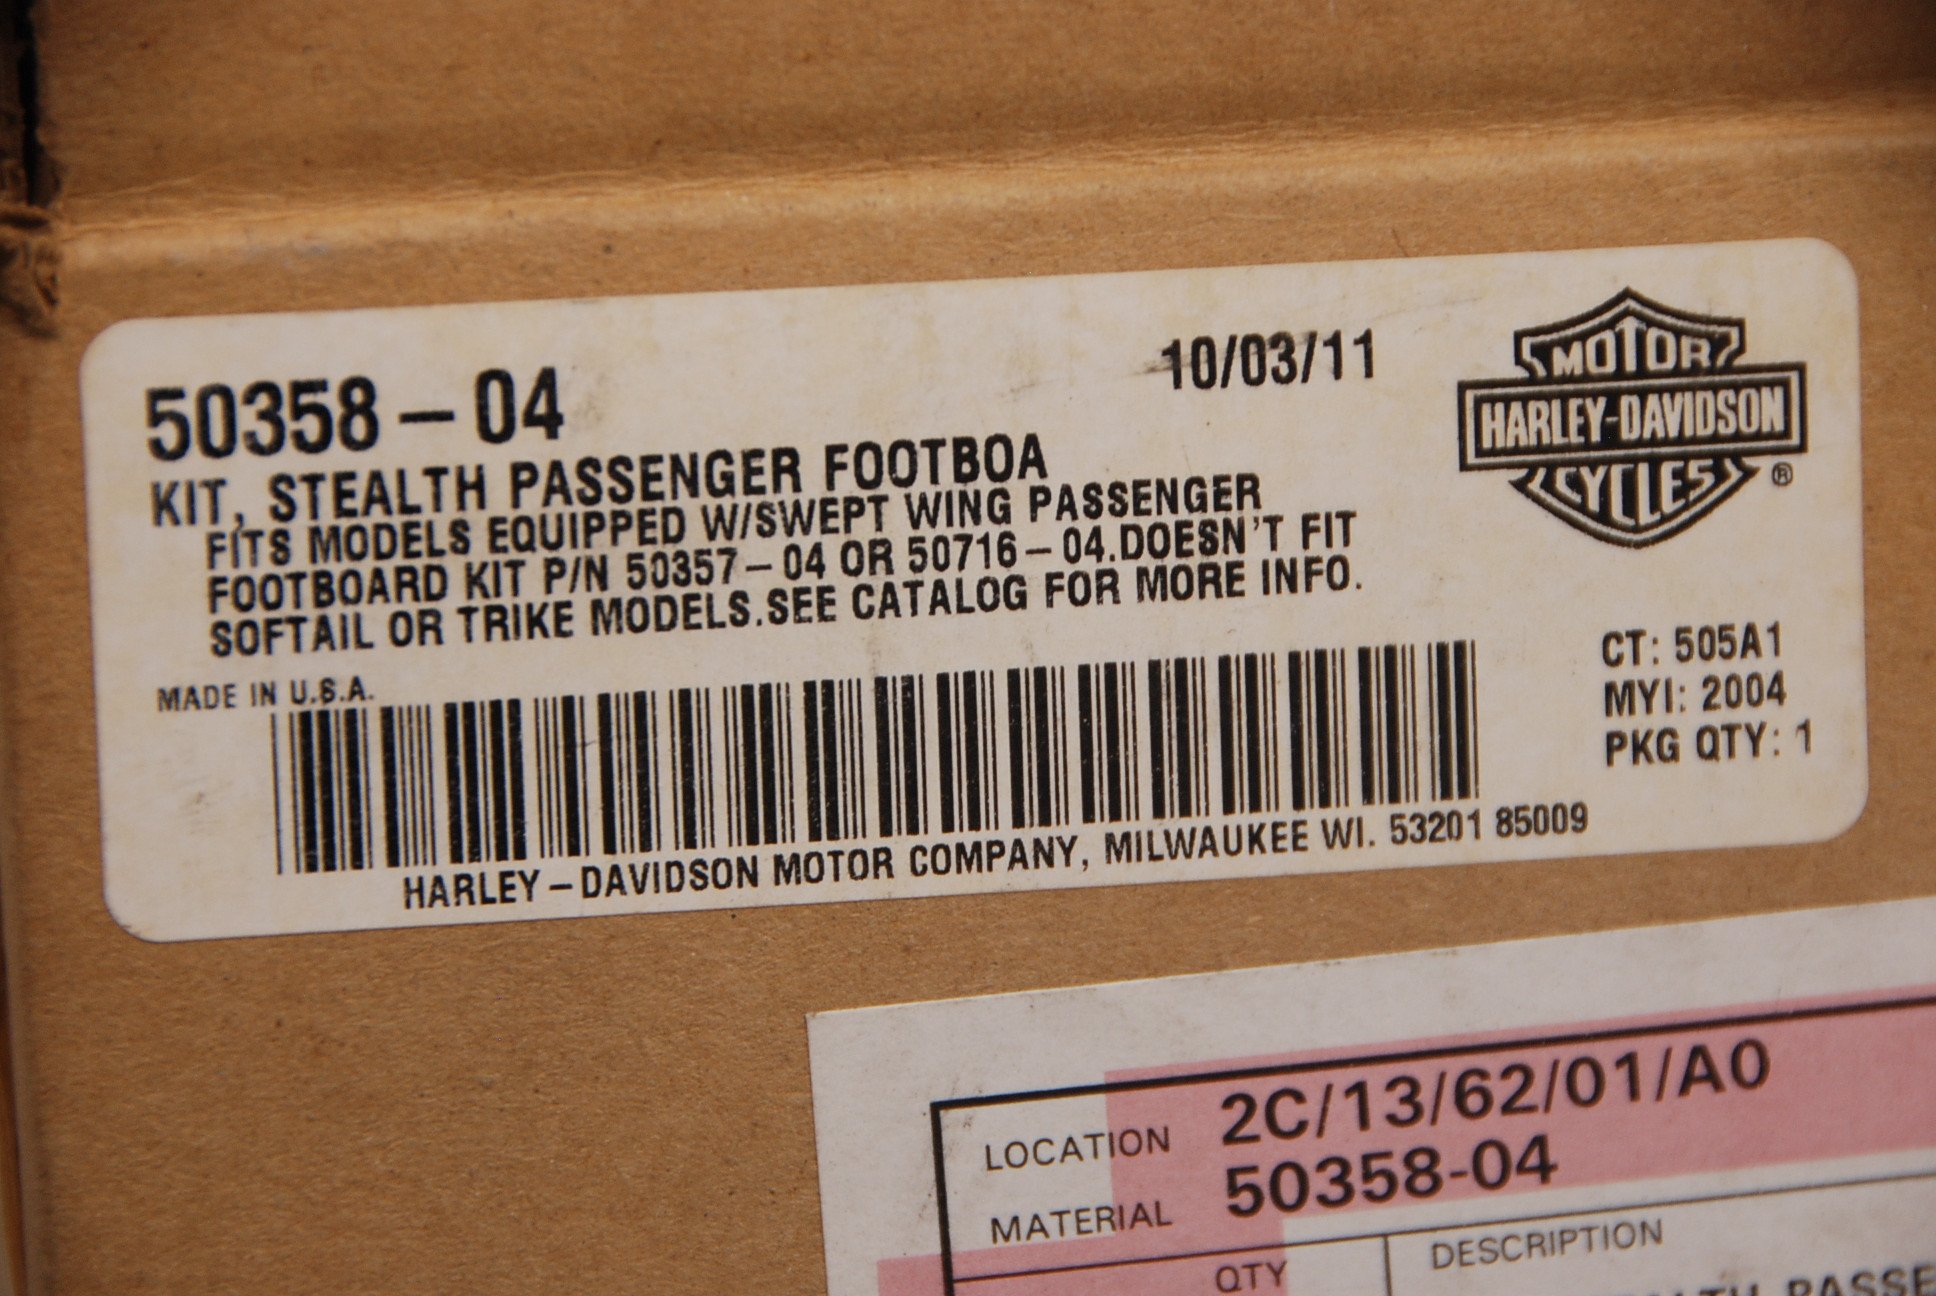 50358-04
10/03/11
MOTOR
HARLEY-DAVIDSON
CYCLES
®
KIT, STEALTH PASSENGER FOOTBOA
FITS MODELS EQUIPPED W/SWEPT WING PASSENGER
FOOTBOARD KIT P/N 50357-04 OR 50716-04.DOESN'T FIT
SOFTAIL OR TRIKE MODELS.SEE CATALOG FOR MORE INFO.
MADE IN U.S.A.
CT: 505A1
MYI: 2004
PKG QTY: 1
HARLEY-DAVIDSON MOTOR COMPANY, MILWAUKEE WI. 53201 85009
LOCATION 2C/13/62/01/A0
MATERIAL 50358-04
QTY DESCRIPTION